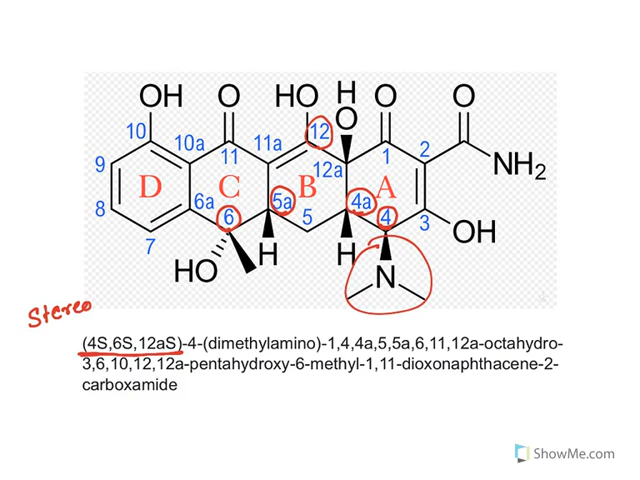 OH O HO H O O
O
10 12
10a 11 11a 12a 1 2
9 NH2
D C B A
8 6a 6 5a 5 4a 4 3
7 OH
HO H H N
Stereo
(4S,6S,12aS)-4-(dimethylamino)-1,4,4a,5,5a,6,11,12a-octahydro-
3,6,10,12,12a-pentahydroxy-6-methyl-1,11-dioxonaphthacene-2-
carboxamide
ShowMe.com